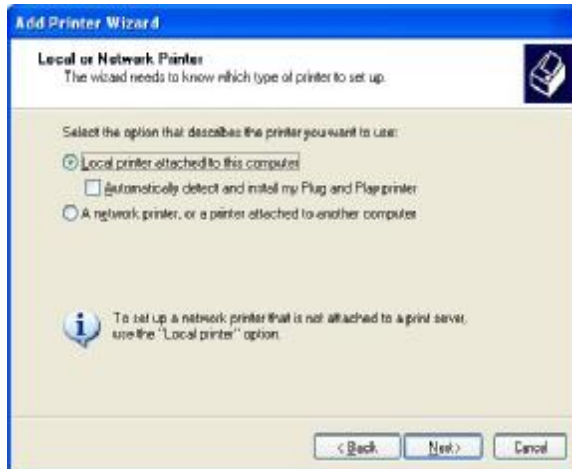 Add Printer Wizard
Local or Network Printer
The wizard needs to know which type of printer to set up.
Select the option that describes the printer you want to use:
Local printer attached to this computer
Automatically detect and install my Plug and Play printer
A network printer, or a printer attached to another computer
To set up a network printer that is not attached to a print server,
use the "Local printer" option.
< Back
Next >
Cancel